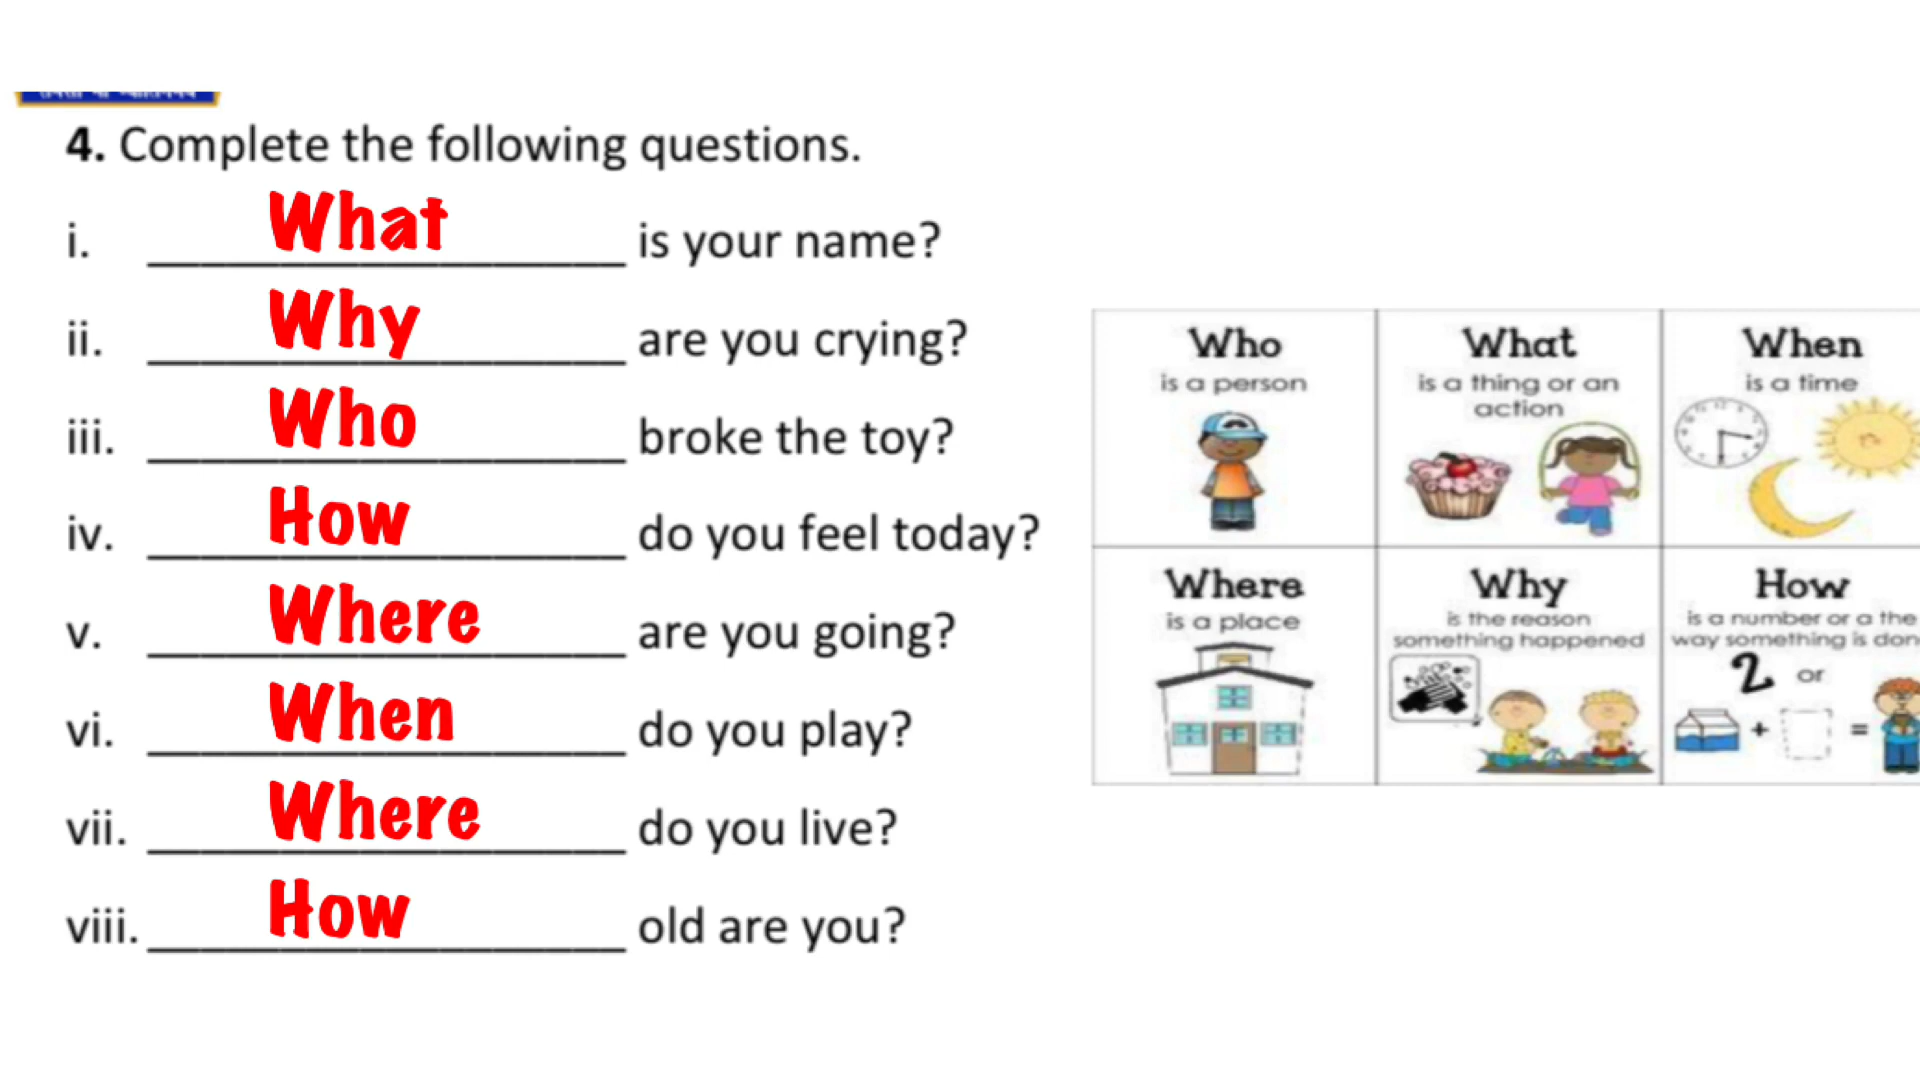 4. Complete the following questions.
i. What is your name?
ii. Why are you crying?
iii. Who broke the toy?
iv. How do you feel today?
v. Where are you going?
vi. When do you play?
vii. Where do you live?
viii. How old are you?
Who
is a person
What
is a thing or an
action
When
is a time
Where
is a place
Why
is the reason
something happened
How
is a number or a the
way something is don
2 or
+ =